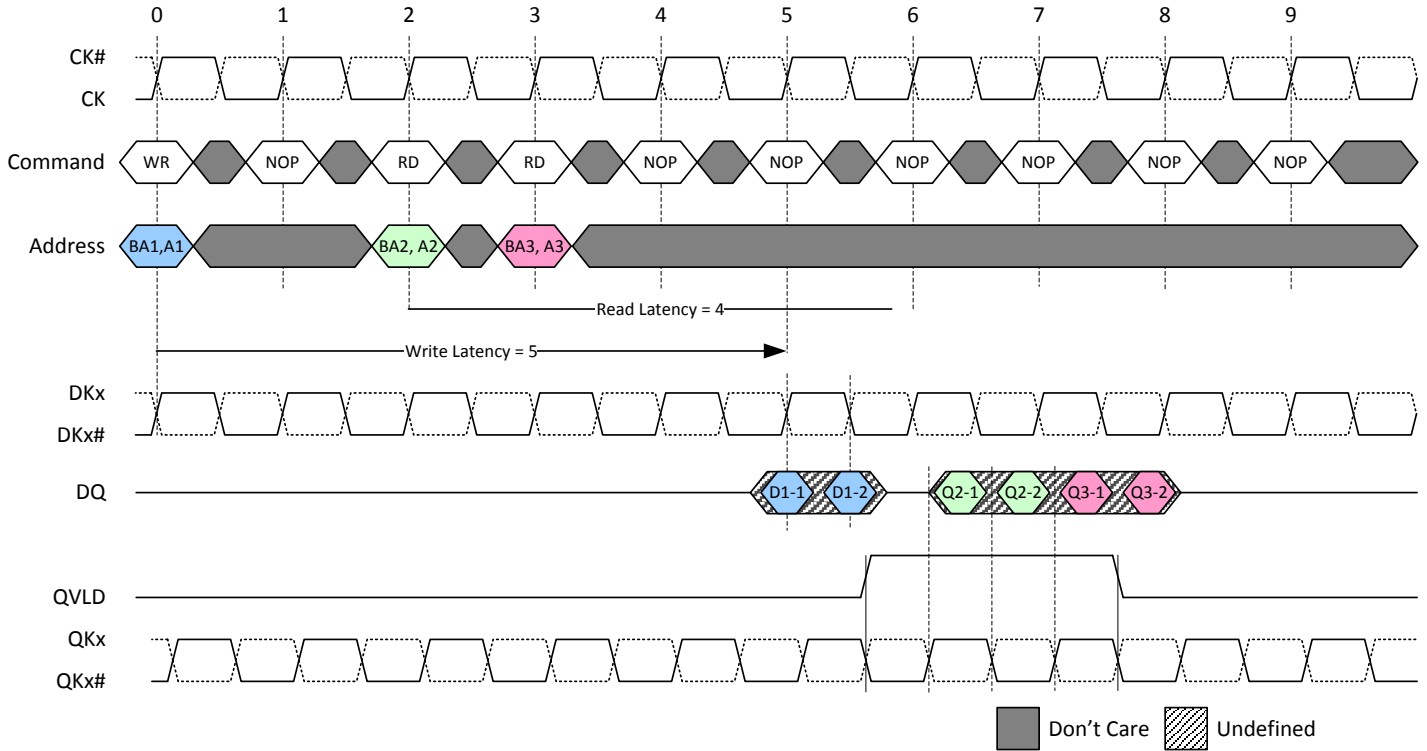 0 1 2 3 4 5 6 7 8 9
CK#
CK
Command WR NOP RD RD NOP NOP NOP NOP NOP NOP
Address BA1,A1 BA2, A2 BA3, A3
Read Latency = 4
Write Latency = 5
DKx
DKx#
DQ D1-1 D1-2 Q2-1 Q2-2 Q3-1 Q3-2
QVLD
QKx
QKx#
Don't Care Undefined